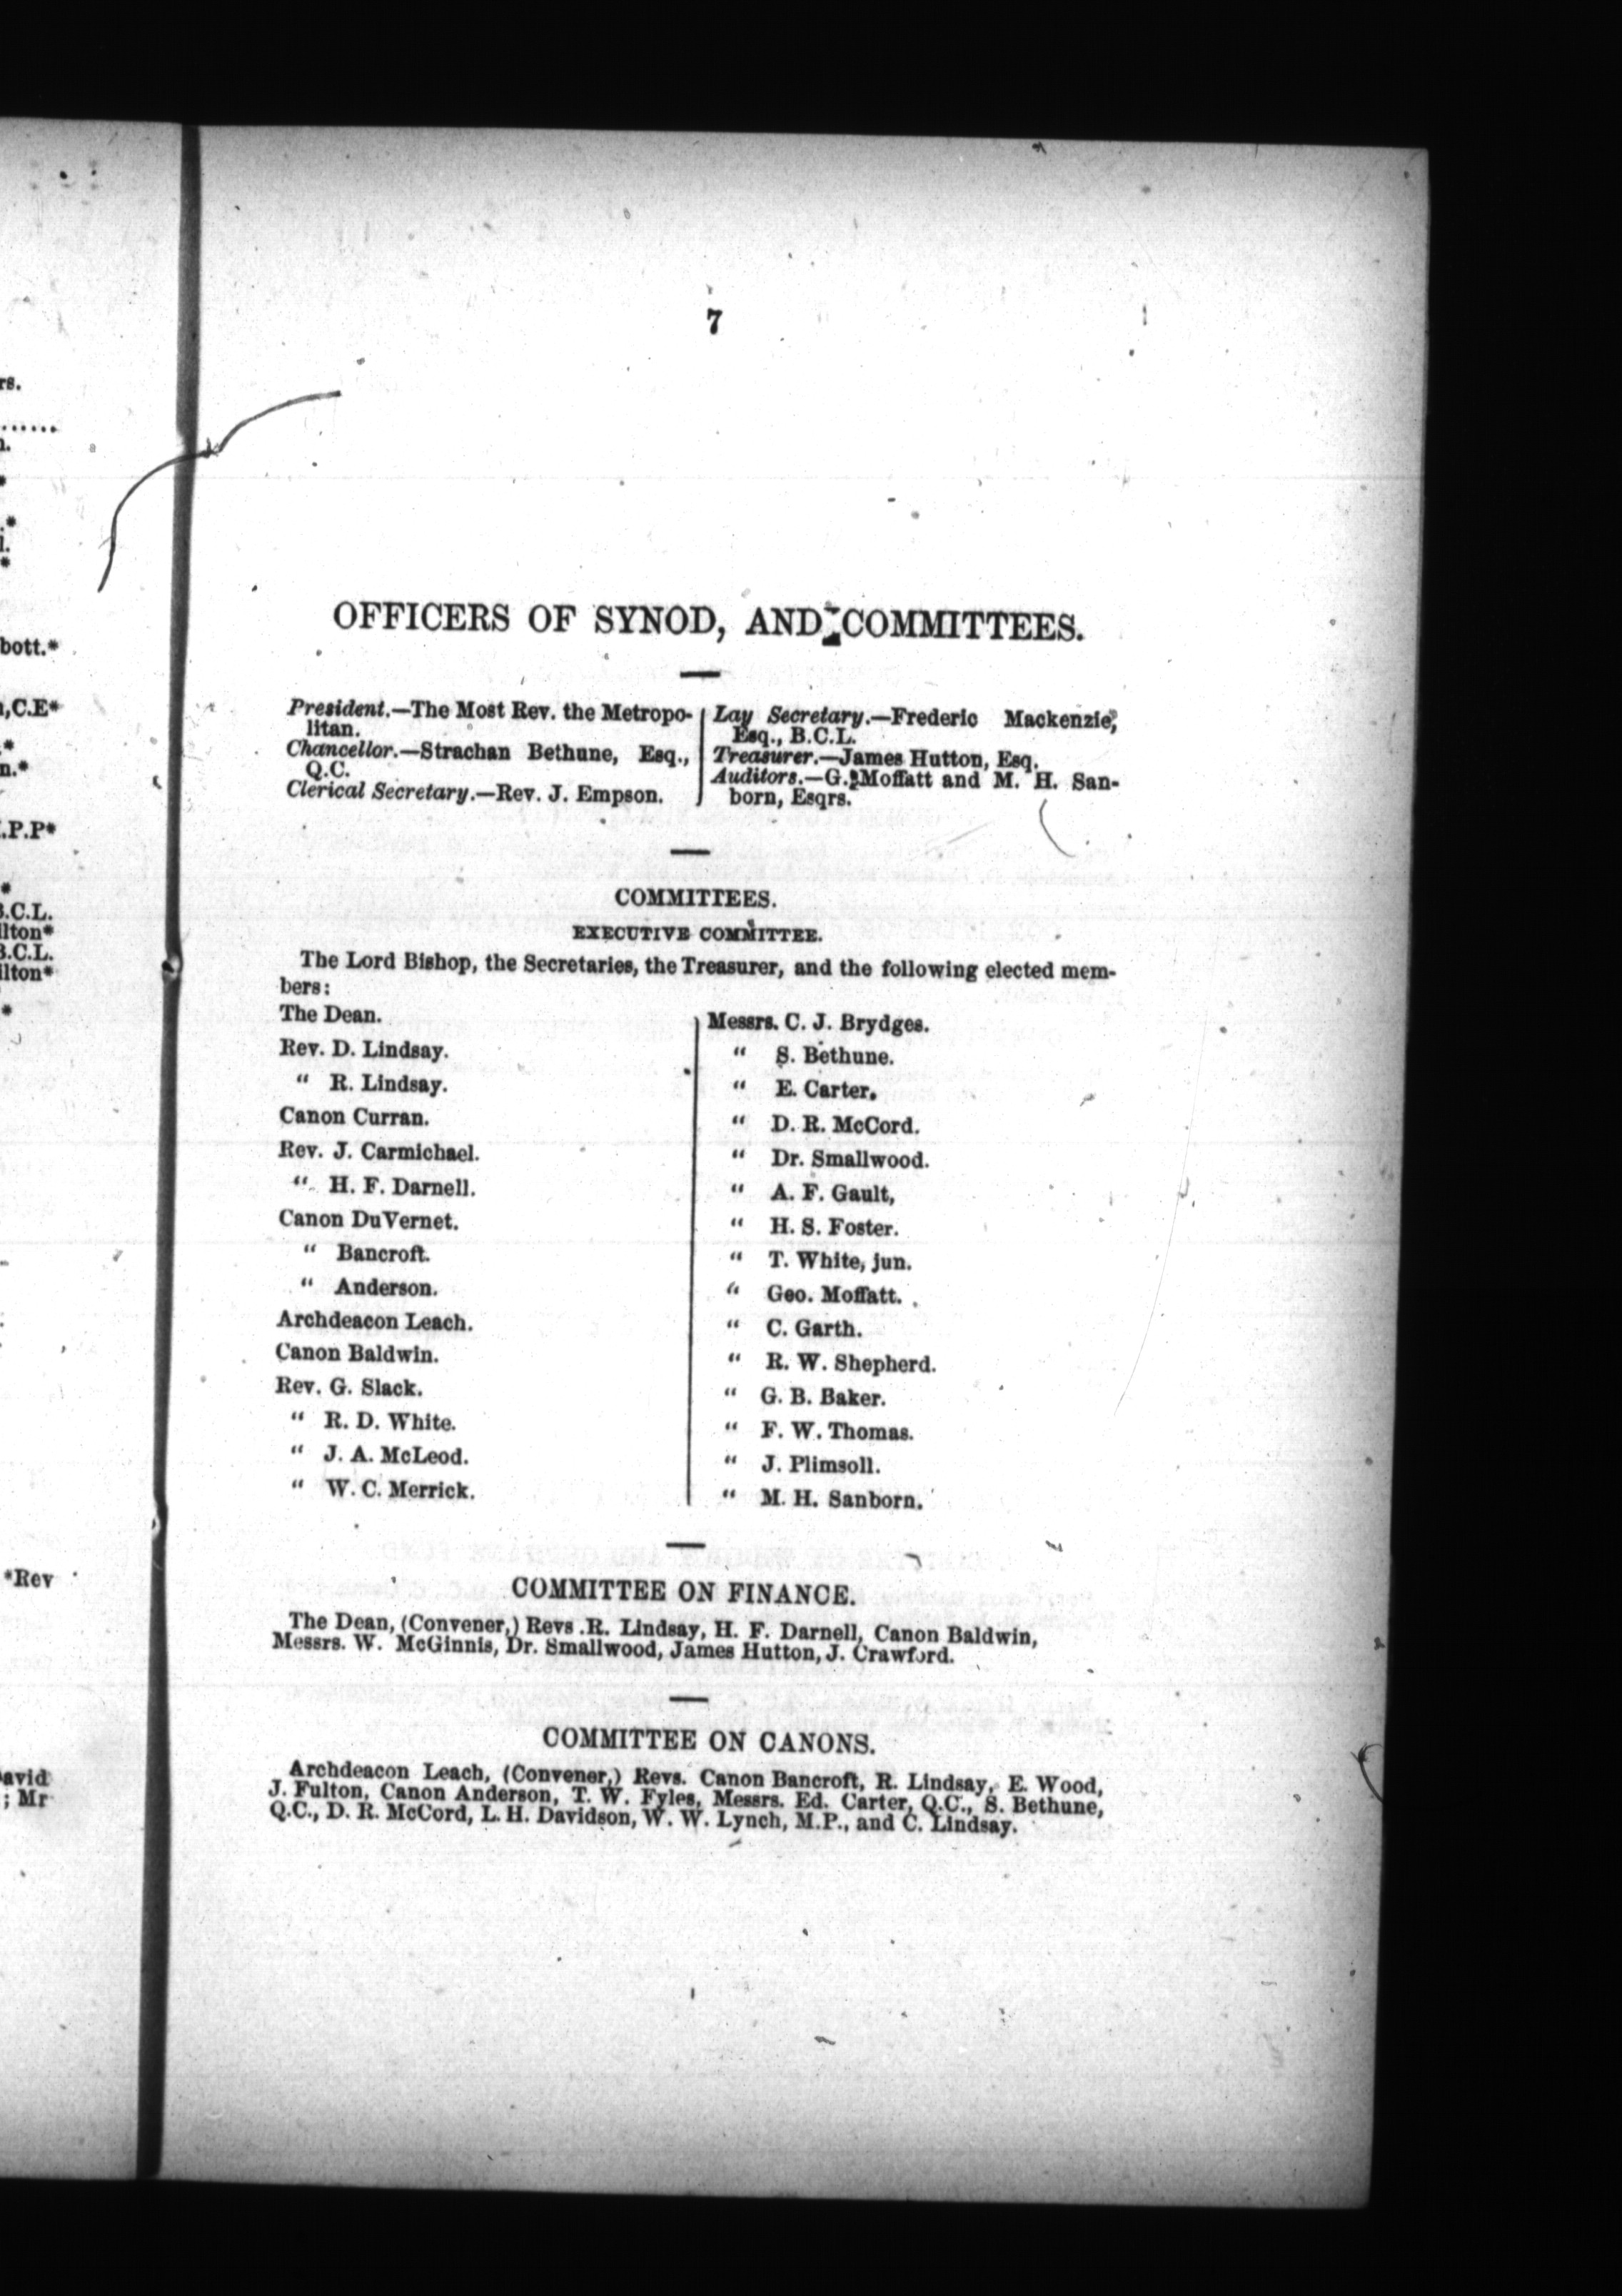 7
OFFICERS OF SYNOD, AND COMMITTEES.
President.—The Most Rev. the Metropo-
litan.
Chancellor.—Strachan Bethune, Esq.,
Q.C.
Clerical Secretary.—Rev. J. Empson.
Lay Secretary.—Frederic Mackenzie,
Esq., B.C.L.
Treasurer.—James Hutton, Esq.
Auditors.—G. Moffatt and M. H. San-
born, Esqrs.
COMMITTEES.
EXECUTIVE COMMITTEE.
The Lord Bishop, the Secretaries, the Treasurer, and the following elected mem-
bers:
The Dean.
Rev. D. Lindsay.
“ R. Lindsay.
Canon Curran.
Rev. J. Carmichael.
“ H. F. Darnell.
Canon DuVernet.
“ Bancroft.
“ Anderson.
Archdeacon Leach.
Canon Baldwin.
Rev. G. Slack.
“ R. D. White.
“ J. A. McLeod.
“ W. C. Merrick.
Messrs. C. J. Brydges.
“ S. Bethune.
“ E. Carter.
“ D. R. McCord.
“ Dr. Smallwood.
“ A. F. Gault,
“ H. S. Foster.
“ T. White, jun.
“ Geo. Moffatt.
“ C. Garth.
“ R. W. Shepherd.
“ G. B. Baker.
“ F. W. Thomas.
“ J. Plimsoll.
“ M. H. Sanborn.
COMMITTEE ON FINANCE.
The Dean, (Convener,) Revs .R. Lindsay, H. F. Darnell, Canon Baldwin,
Messrs. W. McGinnis, Dr. Smallwood, James Hutton, J. Crawford.
COMMITTEE ON CANONS.
Archdeacon Leach, (Convener,) Revs. Canon Bancroft, R. Lindsay, E. Wood,
J. Fulton, Canon Anderson, T. W. Fyles, Messrs. Ed. Carter, Q.C., S. Bethune,
Q.C., D. R. McCord, L. H. Davidson, W. W. Lynch, M.P., and C. Lindsay.